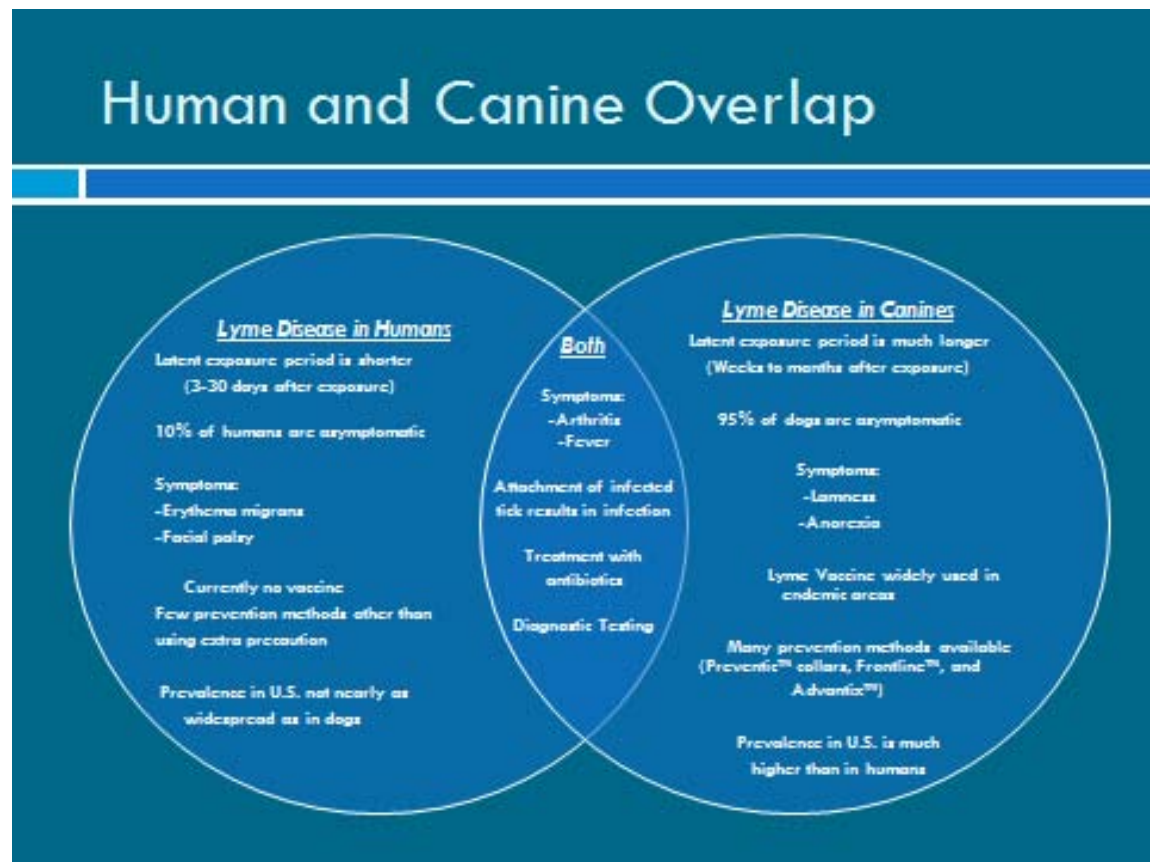 Human and Canine Overlap
Lyme Disease in Humans
Latent exposure period is shorter
(3-30 days after exposure)
10% of humans are asymptomatic
Symptoms:
-Erythema migrans
-Facial palsy
Currently no vaccine
Few prevention methods other than
using extra precaution
Prevalence in U.S. not nearly as
widespread as in dogs
Both
Symptoms:
-Arthritis
-Fever
Attachment of infected
tick results in infection
Treatment with
antibiotics
Diagnostic Testing
Lyme Disease in Canines
Latent exposure period is much longer
(Weeks to months after exposure)
95% of dogs are asymptomatic
Symptoms:
-Lamness
-Anorexia
Lyme Vaccine widely used in
endemic areas
Many prevention methods available
(Preventic™ collars, Frontline™, and
Advantix™)
Prevalence in U.S. is much
higher than in humans